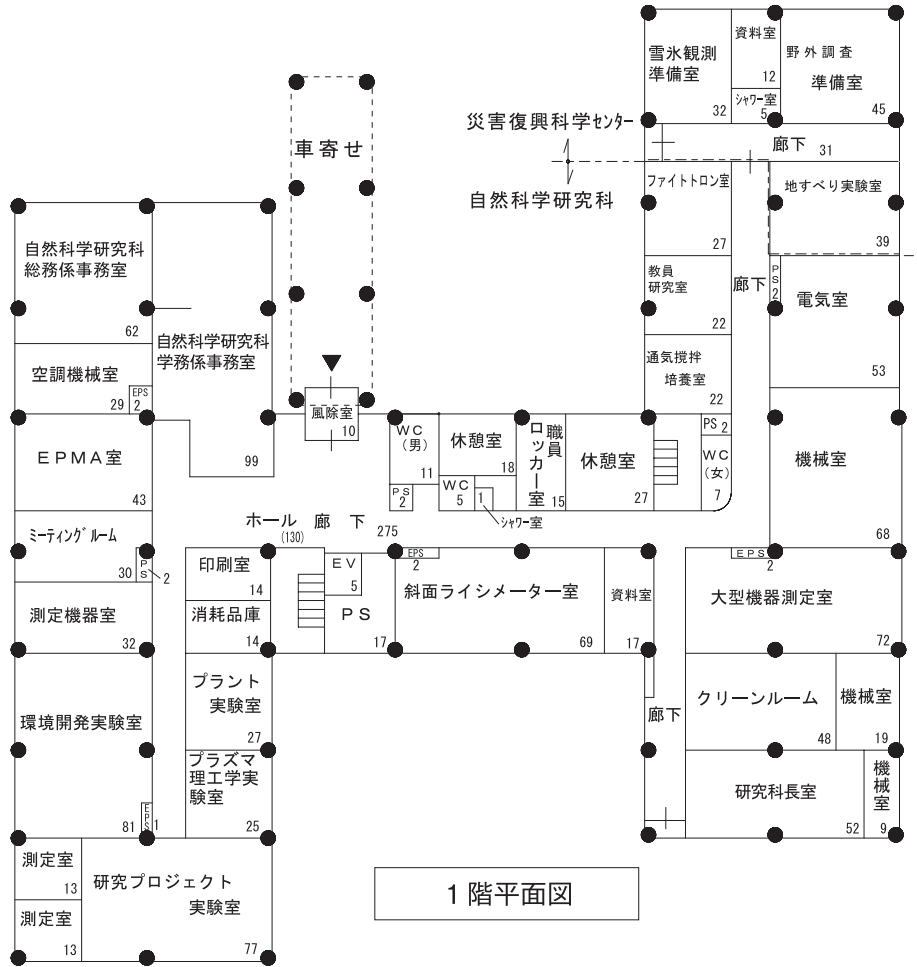 雪氷観測
準備室
32
資料室
12
シャワー室
5
野外調査
準備室
45
災害復興科学センター
自然科学研究科
廊下
31
車寄せ
ファイトトロン室
27
地すべり実験室
39
教員
研究室
22
廊下
PS
2
電気室
53
自然科学研究科
総務係事務室
62
自然科学研究科
学務係事務室
99
空調機械室
29
EPS
2
通気撹拌
培養室
22
風除室
10
WC
(男)
11
PS
2
休憩室
18
WC
5
1
シャワー室
職員
ロッカー室
15
休憩室
27
PS 2
WC
(女)
7
機械室
68
EPMA室
43
ホール
(130)
廊下
275
ミーティングルーム
30
PS
2
印刷室
14
EV
5
PS
17
EPS
2
斜面ライシメーター室
69
資料室
17
EPS
2
大型機器測定室
72
測定機器室
32
消耗品庫
14
環境開発実験室
81
EPS
1
プラント
実験室
27
プラズマ
理工学実
験室
25
廊下
クリーンルーム
48
機械室
19
研究科長室
52
機械室
9
測定室
13
測定室
13
研究プロジェクト
実験室
77
1階平面図